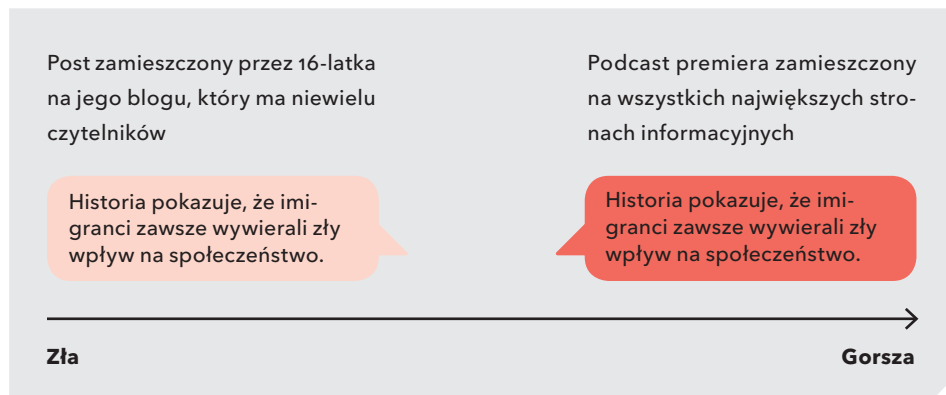 Post zamieszczony przez 16-latka
na jego blogu, który ma niewielu
czytelników
Podcast premiera zamieszczony
na wszystkich największych stro-
nach informacyjnych
Historia pokazuje, że imi-
granci zawsze wywierali zły
wpływ na społeczeństwo.
Historia pokazuje, że imi-
granci zawsze wywierali zły
wpływ na społeczeństwo.
Zła
Gorsza